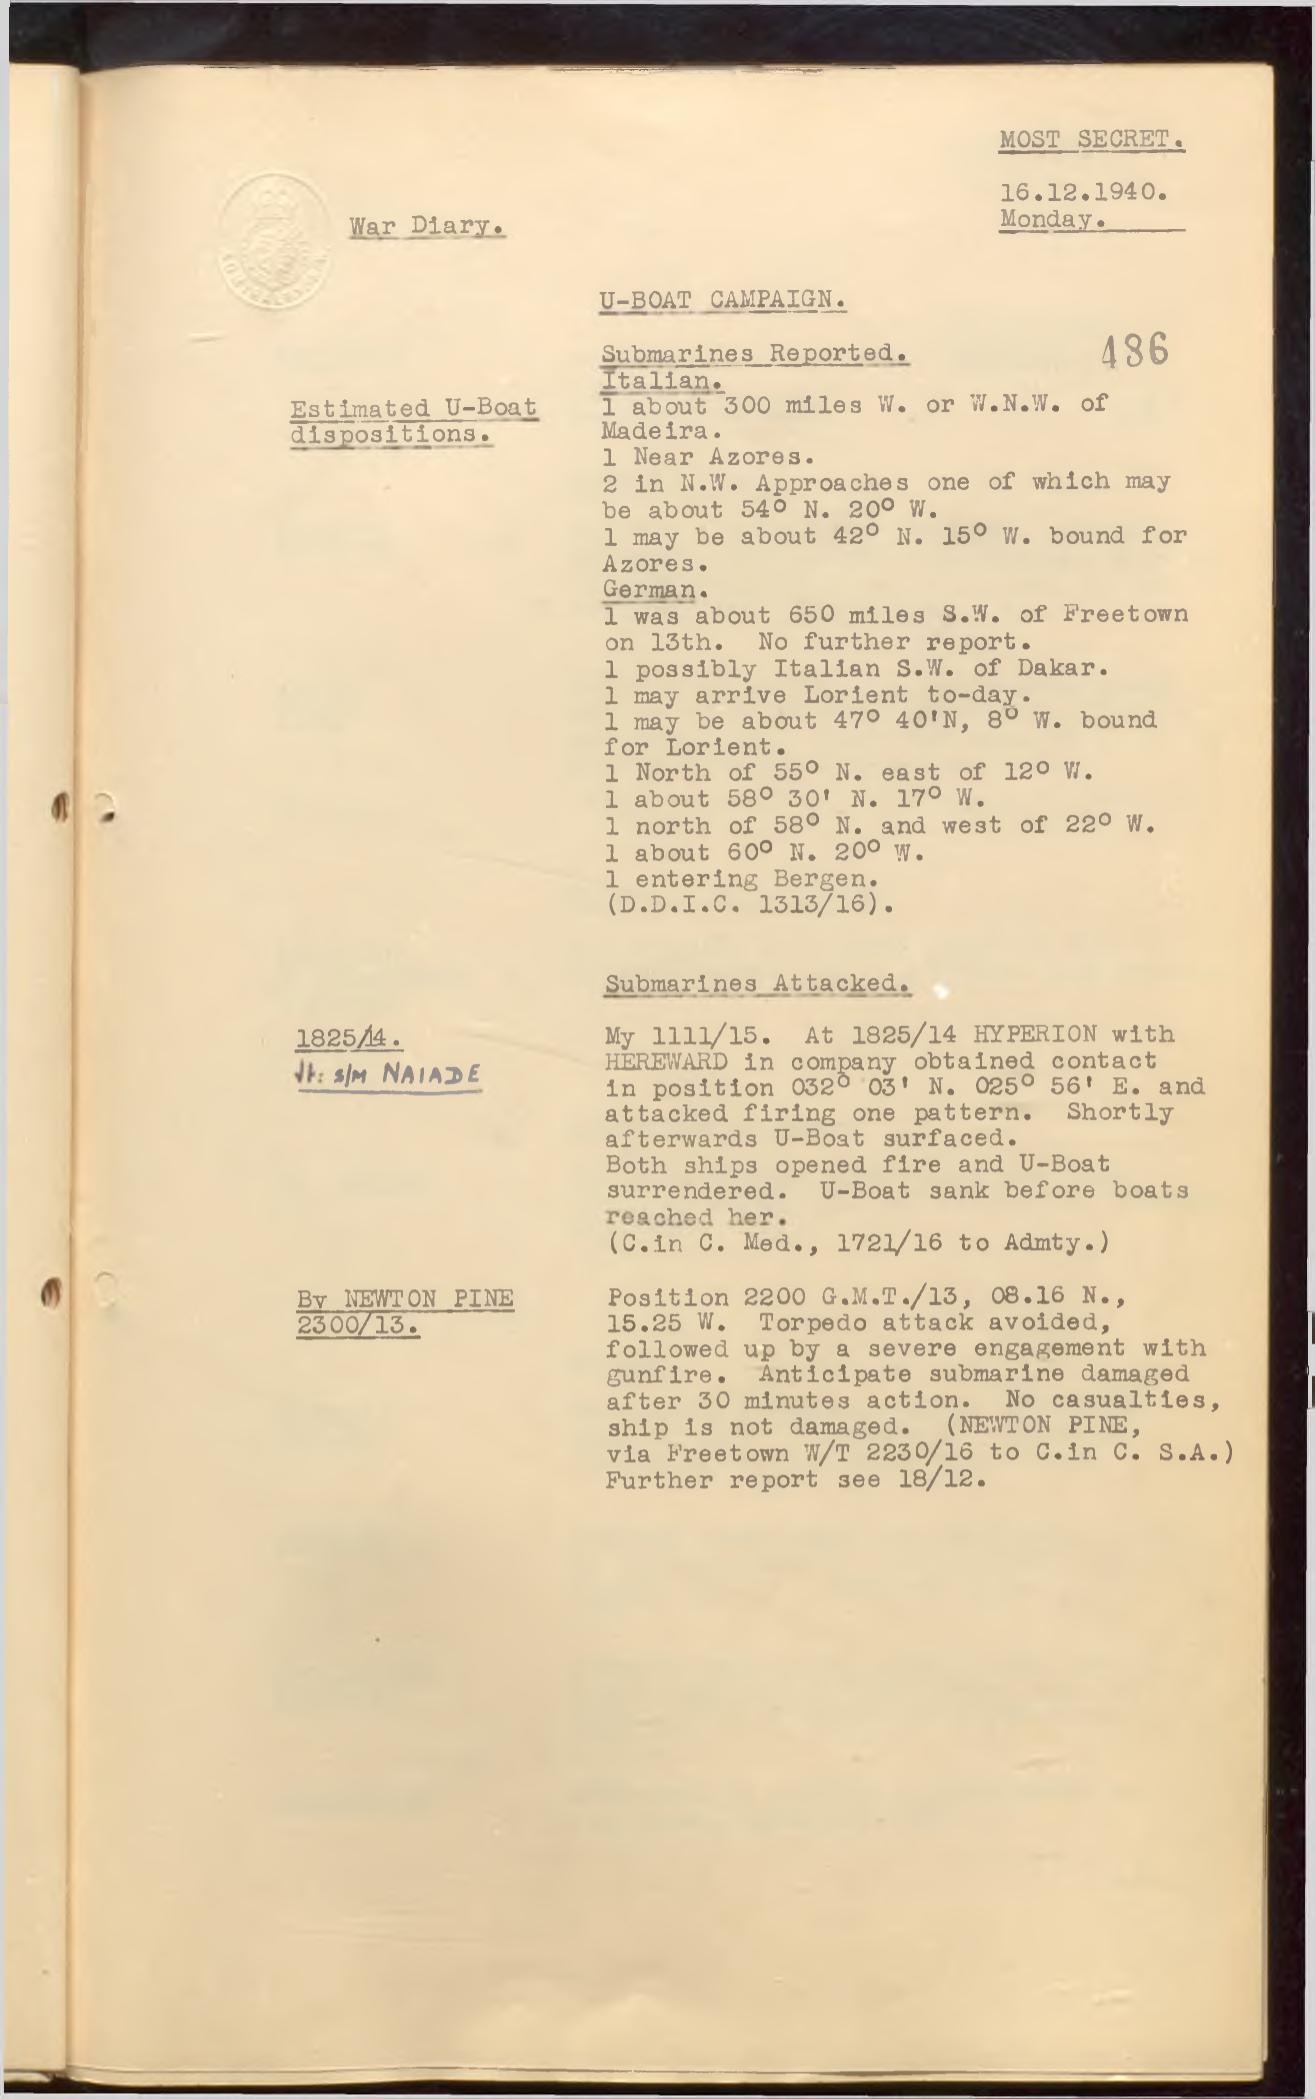 MOST SECRET.
16.12.1940.
Monday.
War Diary.
U-BOAT CAMPAIGN.
486
Submarines Reported.
Italian.
Estimated U-Boat
dispositions.
1 about 300 miles W. or W.N.W. of
Madeira.
1 Near Azores.
2 in N.W. Approaches one of which may
be about 54° N. 20° W.
1 may be about 42° N. 15° W. bound for
Azores.
German.
1 was about 650 miles S.W. of Freetown
on 13th. No further report.
1 possibly Italian S.W. of Dakar.
1 may arrive Lorient to-day.
1 may be about 47° 40'N, 8° W. bound
for Lorient.
1 North of 55° N. east of 12° W.
1 about 58° 30' N. 17° W.
1 north of 58° N. and west of 22° W.
1 about 60° N. 20° W.
1 entering Bergen.
(D.D.I.C. 1313/16).
Submarines Attacked.
1825/14.
It: S/M NAIADE
My 1111/15. At 1825/14 HYPERION with
HEREWARD in company obtained contact
in position 032° 03' N. 025° 56' E. and
attacked firing one pattern. Shortly
afterwards U-Boat surfaced.
Both ships opened fire and U-Boat
surrendered. U-Boat sank before boats
reached her.
(C.in C. Med., 1721/16 to Admty.)
By NEWTON PINE
2300/13.
Position 2200 G.M.T./13, 08.16 N.,
15.25 W. Torpedo attack avoided,
followed up by a severe engagement with
gunfire. Anticipate submarine damaged
after 30 minutes action. No casualties,
ship is not damaged. (NEWTON PINE,
via Freetown W/T 2230/16 to C.in C. S.A.)
Further report see 18/12.